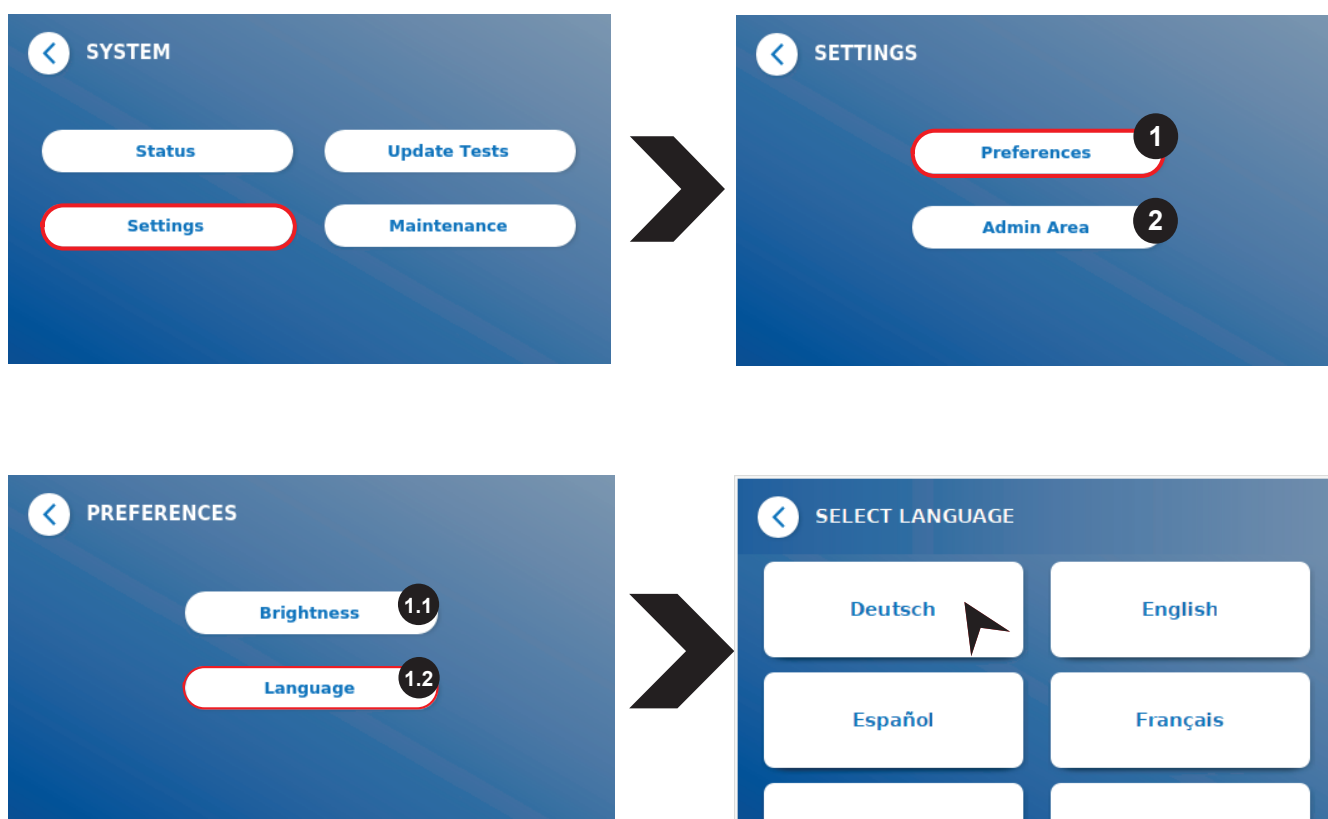 SYSTEM
Status
Update Tests
Settings
Maintenance
SETTINGS
Preferences
1
Admin Area
2
PREFERENCES
Brightness
1.1
Language
1.2
SELECT LANGUAGE
Deutsch
English
Español
Français